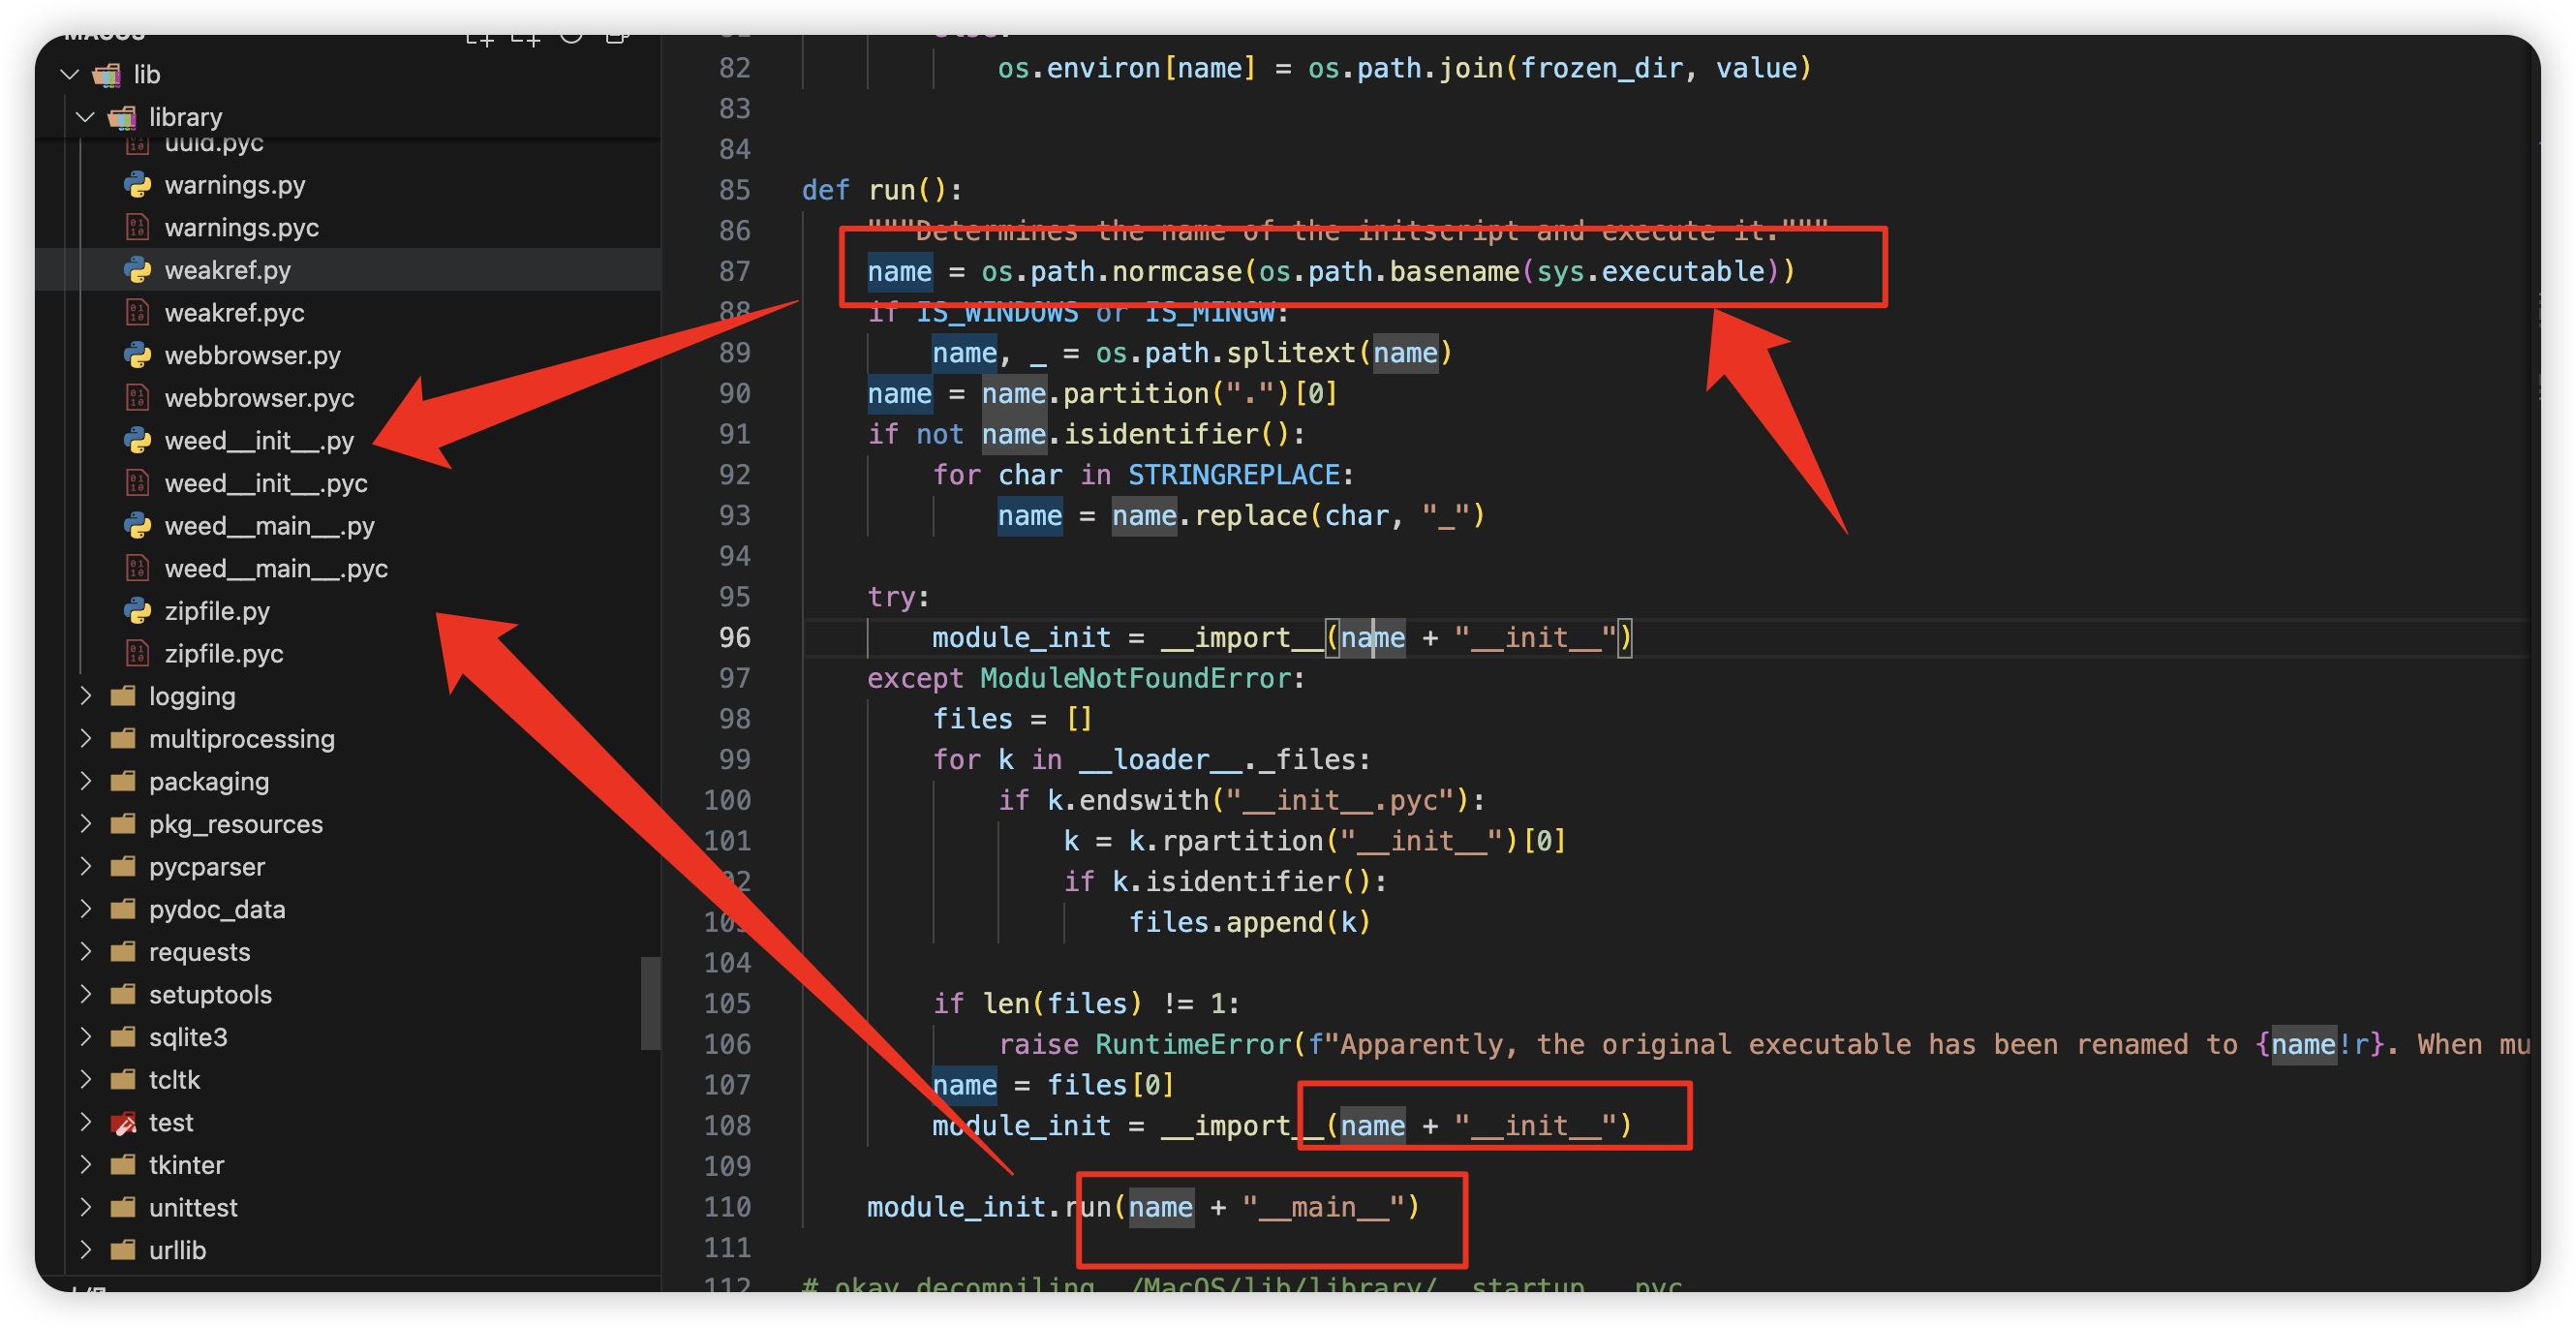 MACOS
lib
library
uuid.pyc
warnings.py
warnings.pyc
weakref.py
weakref.pyc
webbrowser.py
webbrowser.pyc
weed__init__.py
weed__init__.pyc
weed__main__.py
weed__main__.pyc
zipfile.py
zipfile.pyc
logging
multiprocessing
packaging
pkg_resources
pycparser
pydoc_data
requests
setuptools
sqlite3
tcltk
test
tkinter
unittest
urllib
81 else:
82 os.environ[name] = os.path.join(frozen_dir, value)
83
84
85 def run():
86 """Determines the name of the initscript and execute it."""
87 name = os.path.normcase(os.path.basename(sys.executable))
88 if IS_WINDOWS or IS_MINGW:
89 name, _ = os.path.splitext(name)
90 name = name.partition(".")[0]
91 if not name.isidentifier():
92 for char in STRINGREPLACE:
93 name = name.replace(char, "_")
94
95 try:
96 module_init = __import__(name + "__init__")
97 except ModuleNotFoundError:
98 files = []
99 for k in __loader__._files:
100 if k.endswith("__init__.pyc"):
101 k = k.rpartition("__init__")[0]
102 if k.isidentifier():
103 files.append(k)
104
105 if len(files) != 1:
106 raise RuntimeError(f"Apparently, the original executable has been renamed to {name!r}. When mu
107 name = files[0]
108 module_init = __import__(name + "__init__")
109
110 module_init.run(name + "__main__")
111
112 # okay decompiling ./MacOS/lib/library/__startup__.pyc